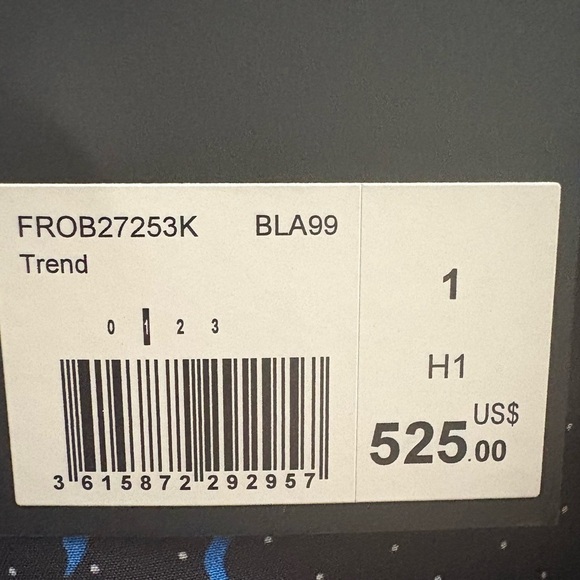 FROB27253K BLA99
Trend
0 1 2 3
3 615872 292957
1
H1
US$
525.00